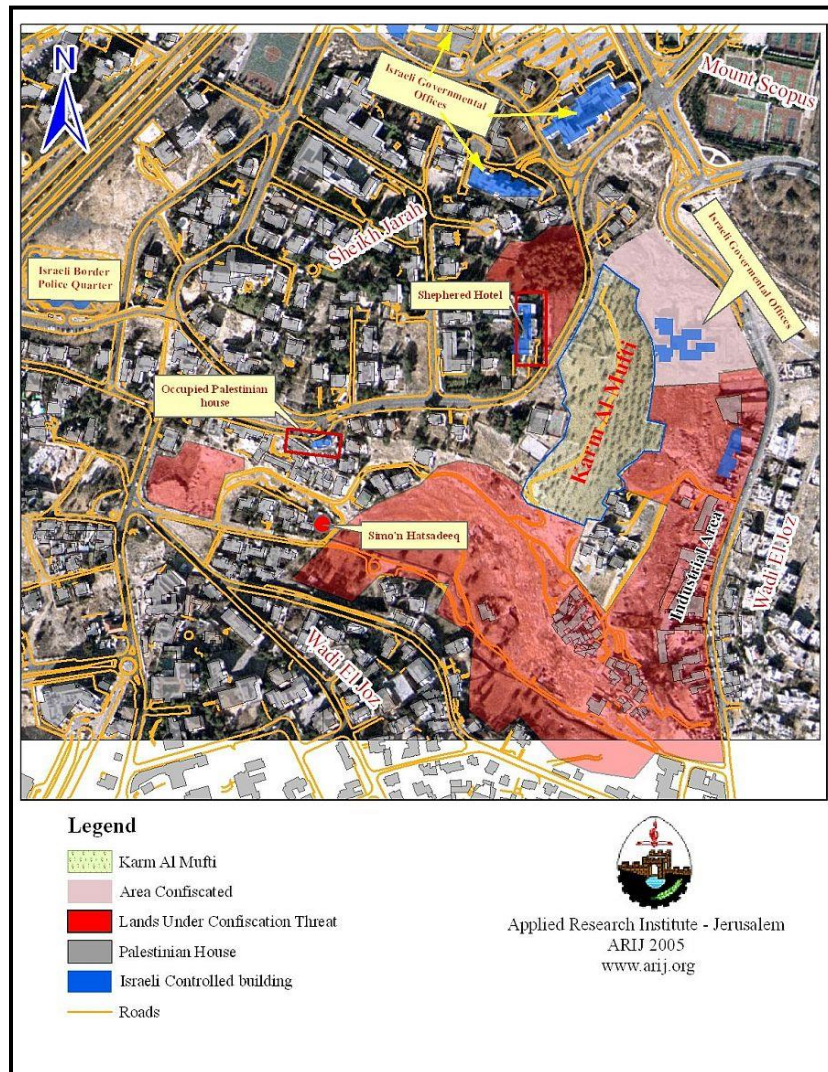 N
Israeli Governmental
Offices
Mount Scopus
Sheikh Jarah
Israeli Governmental Offices
Israeli Border
Police Quarter
Shephered Hotel
Karm Al Mufti
Occupied Palestinian
house
Simo'n Hatsadeeq
Industrial Area
Wadi El Joz
Wadi El Joz
Legend
Karm Al Mufti
Area Confiscated
Lands Under Confiscation Threat
Palestinian House
Israeli Controlled building
Roads
Applied Research Institute - Jerusalem
ARIJ 2005
www.arij.org